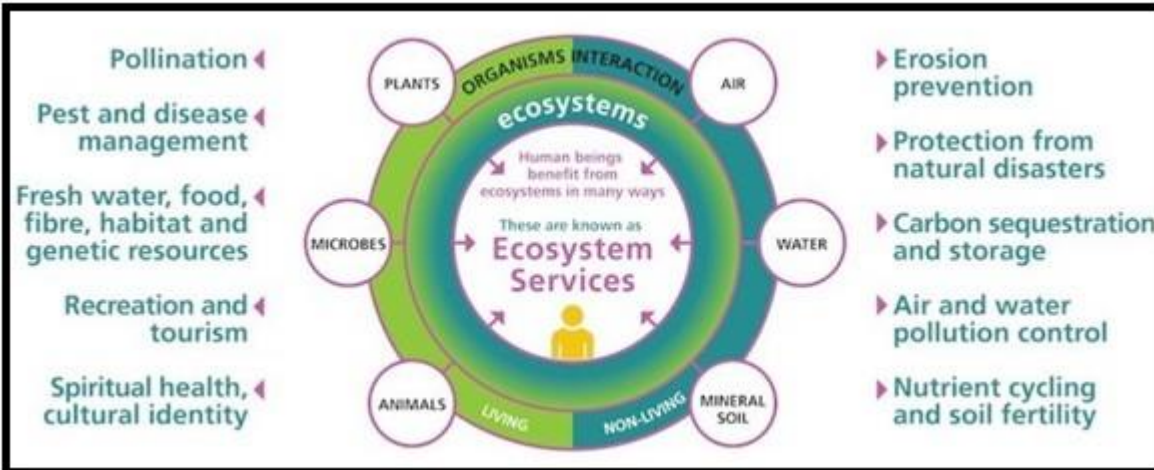 Pollination
Pest and disease
management
Fresh water, food,
fibre, habitat and
genetic resources
Recreation and
tourism
Spiritual health,
cultural identity
PLANTS
MICROBES
ANIMALS
ORGANISMS INTERACTION
ecosystems
Human beings
benefit from
ecosystems in many ways
These are known as
Ecosystem
Services
LIVING
NON-LIVING
AIR
WATER
MINERAL
SOIL
Erosion
prevention
Protection from
natural disasters
Carbon sequestration
and storage
Air and water
pollution control
Nutrient cycling
and soil fertility